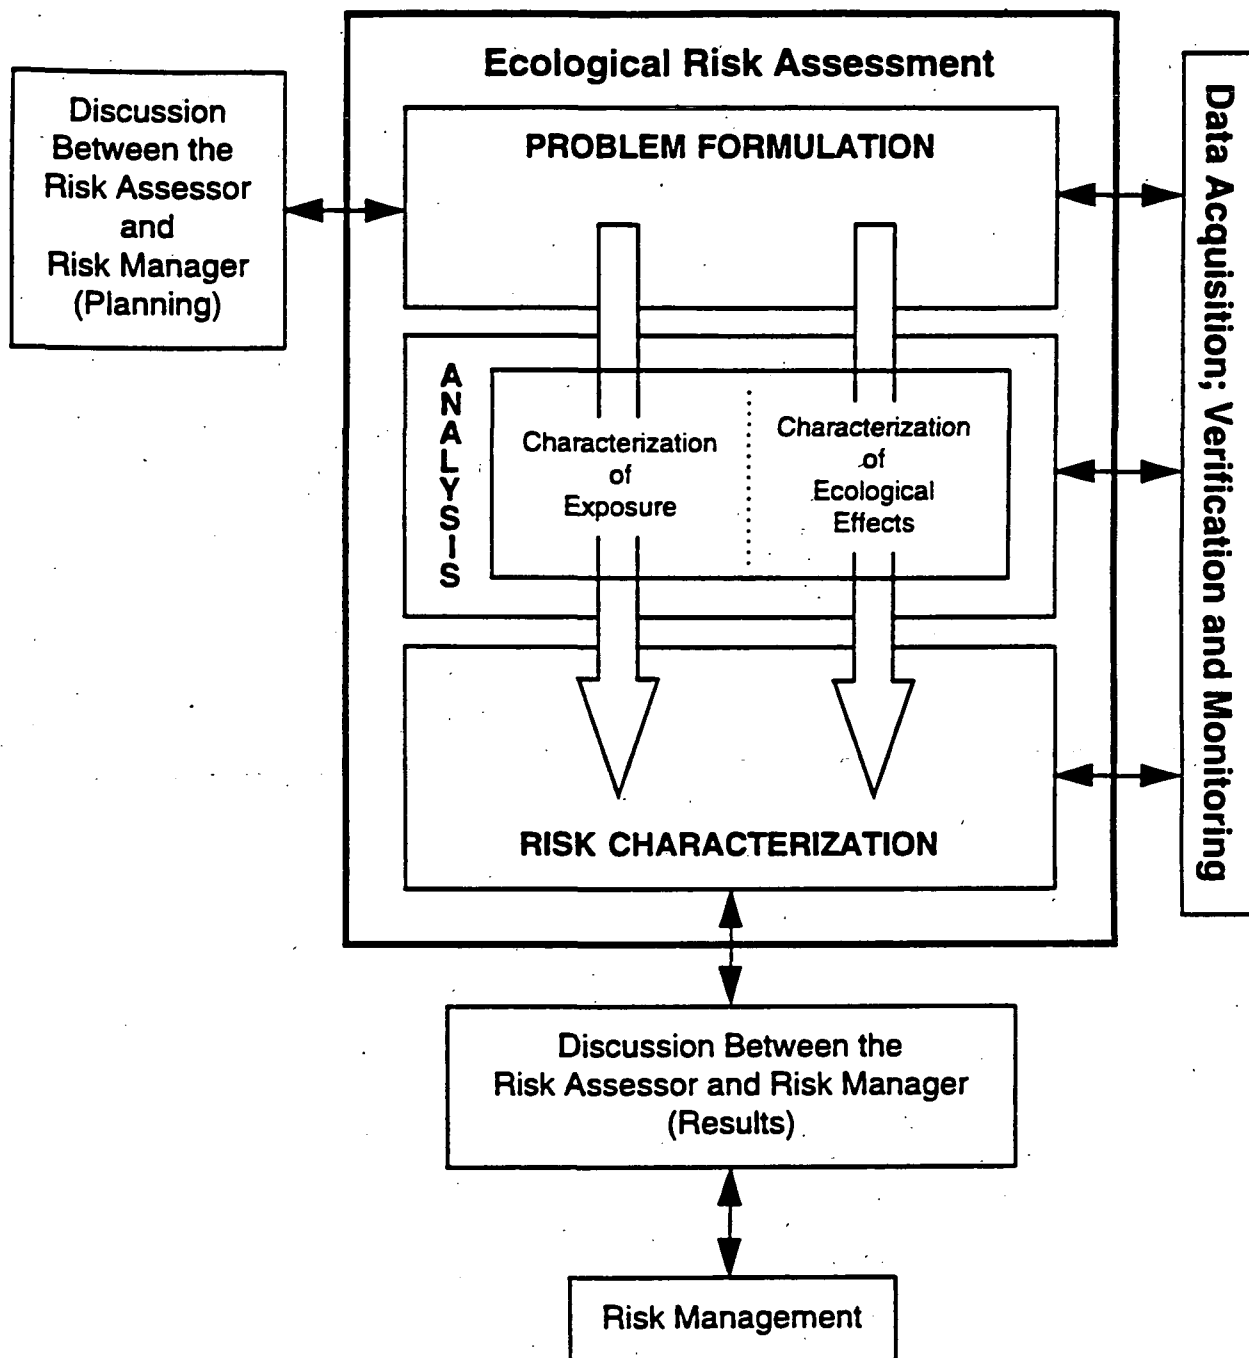 Ecological Risk Assessment
Discussion
Between the
Risk Assessor
and
Risk Manager
(Planning)
PROBLEM FORMULATION
ANALYSIS
Characterization
of
Exposure
Characterization
of
Ecological
Effects
RISK CHARACTERIZATION
Data Acquisition; Verification and Monitoring
Discussion Between the
Risk Assessor and Risk Manager
(Results)
Risk Management